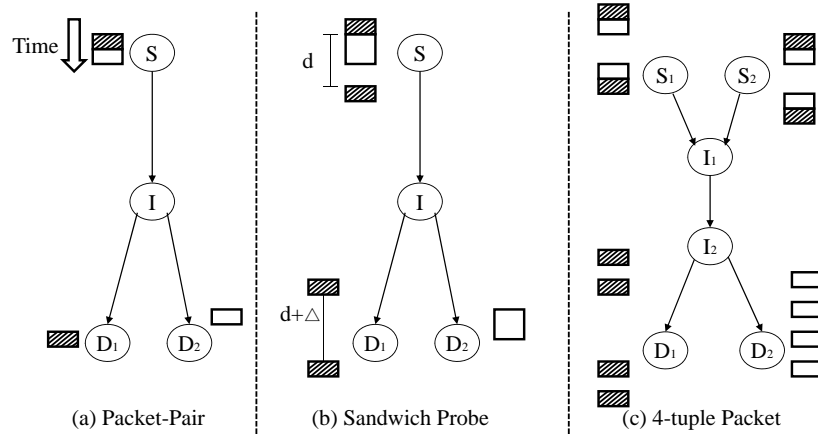 Time
S
I
D₁
D₂
(a) Packet-Pair
d
S
I
d+△
D₁
D₂
(b) Sandwich Probe
S₁
S₂
I₁
I₂
D₁
D₂
(c) 4-tuple Packet